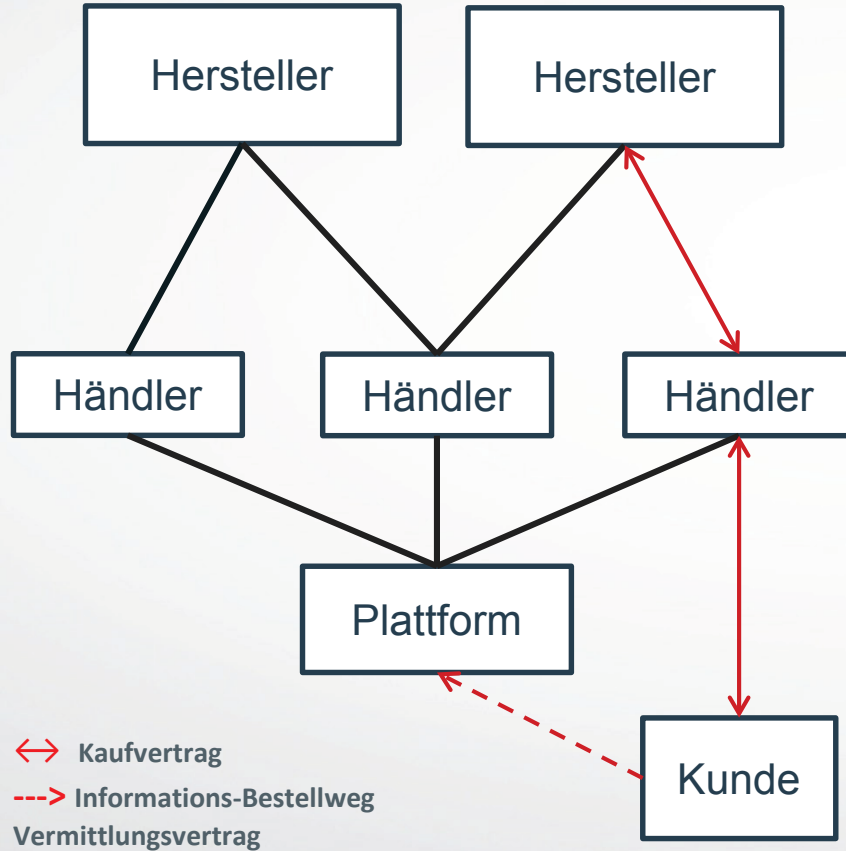 Hersteller
Hersteller
Händler
Händler
Händler
Plattform
Kunde
Kaufvertrag
Informations-Bestellweg
Vermittlungsvertrag